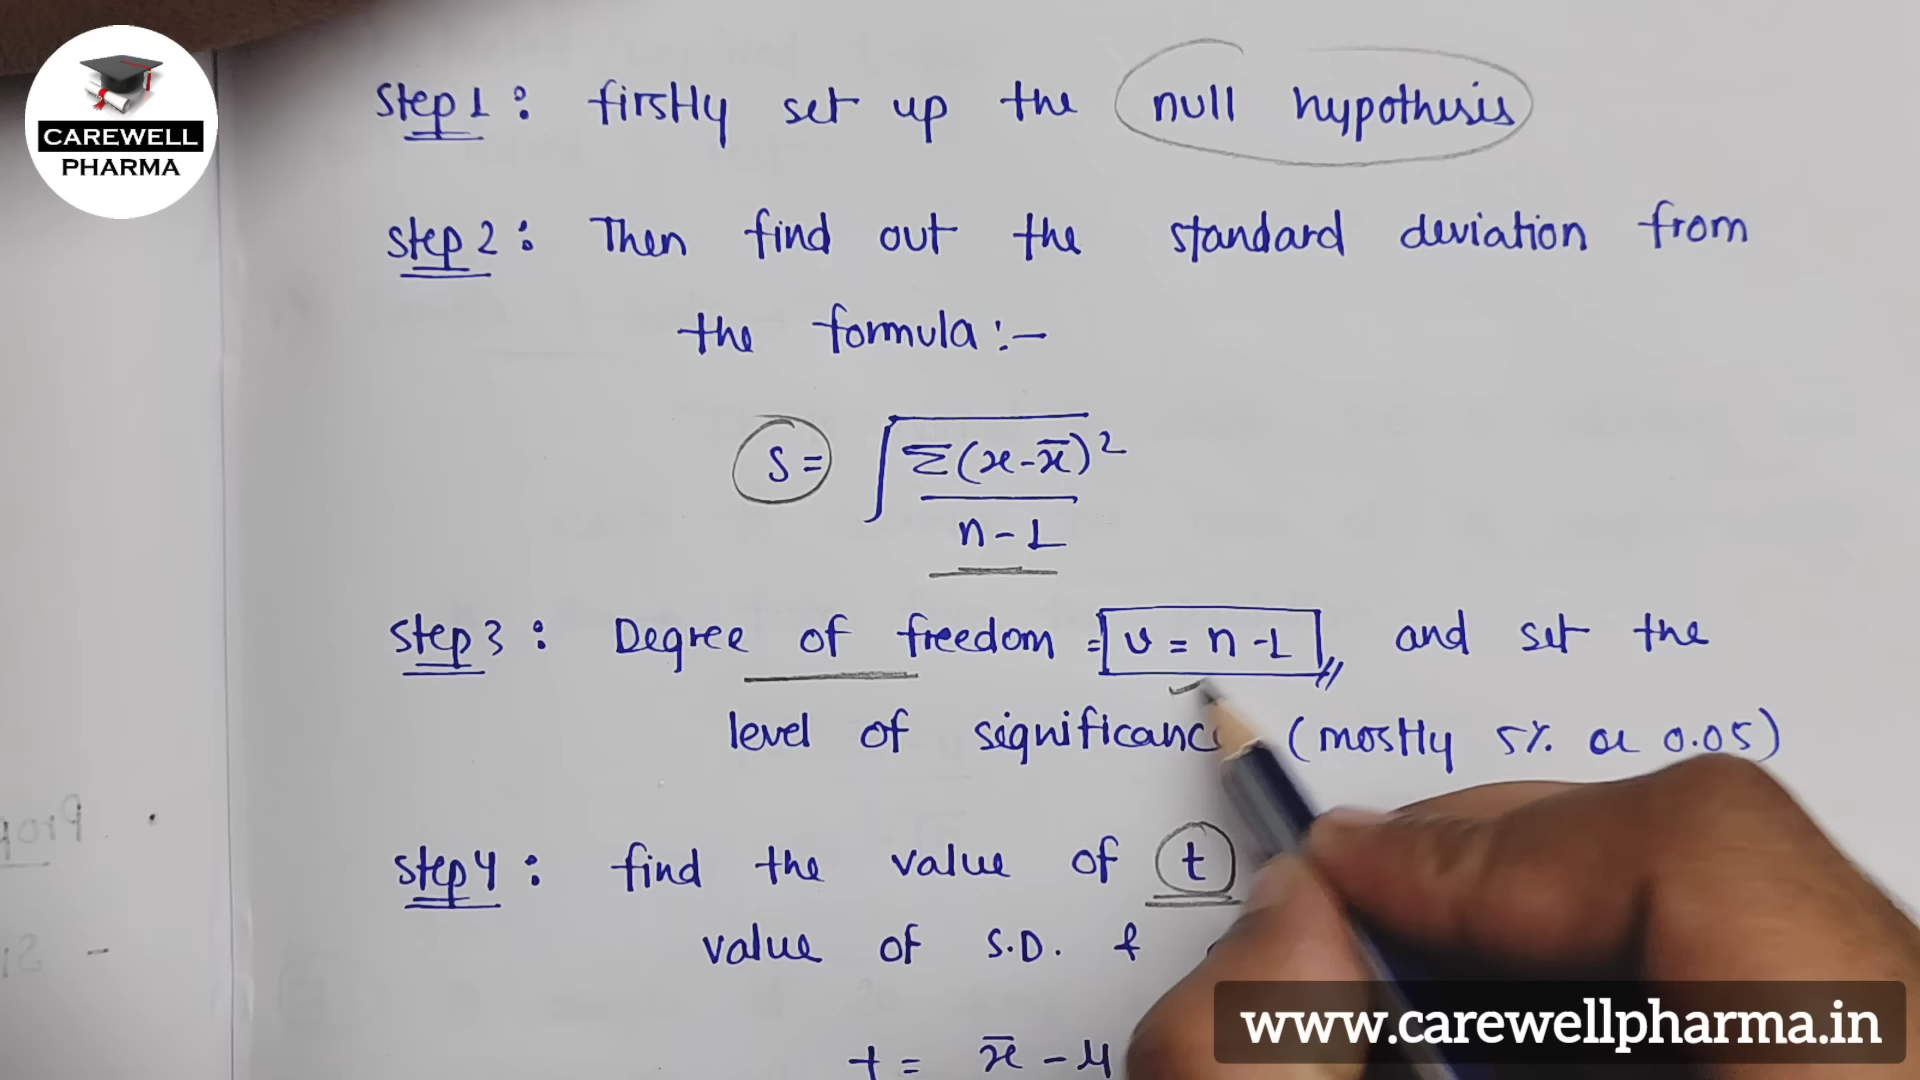 CAREWELL
PHARMA
Step 1 : firstly set up the null hypothesis
Step 2 : Then find out the standard deviation from
the formula :-
S = √Σ(x-x̄)²
n-1
Step 3 : Degree of freedom = v = n-1 and set the
level of significance (mostly 5% or 0.05)
Step 4 : find the value of t
value of S.D. &
t = x̄ - μ
www.carewellpharma.in